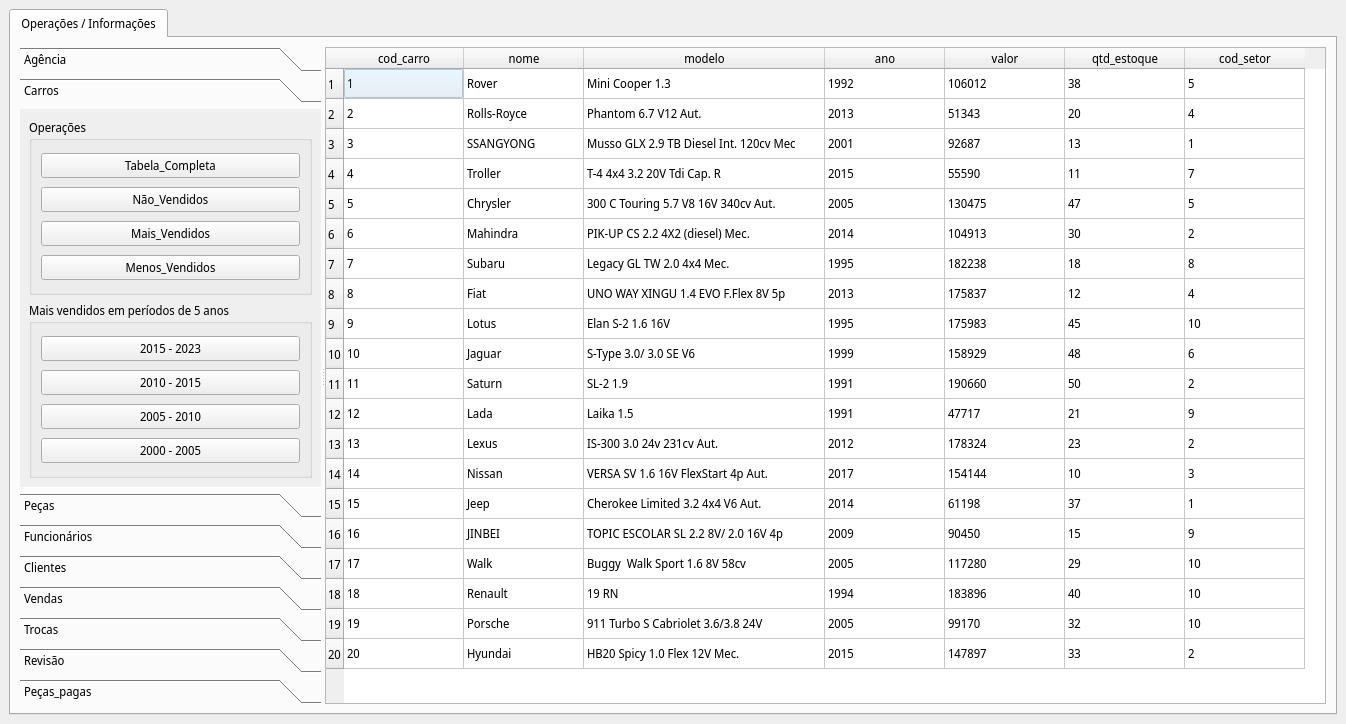 Operações / Informações
Agência
Carros
Operações
Tabela_Completa
Não_Vendidos
Mais_Vendidos
Menos_Vendidos
Mais vendidos em períodos de 5 anos
2015 - 2023
2010 - 2015
2005 - 2010
2000 - 2005
Peças
Funcionários
Clientes
Vendas
Trocas
Revisão
Peças_pagas
cod_carro nome modelo ano valor qtd_estoque cod_setor
1 1 Rover Mini Cooper 1.3 1992 106012 38 5
2 2 Rolls-Royce Phantom 6.7 V12 Aut. 2013 51343 20 4
3 3 SSANGYONG Musso GLX 2.9 TB Diesel Int. 120cv Mec 2001 92687 13 1
4 4 Troller T-4 4x4 3.2 20V Tdi Cap. R 2015 55590 11 7
5 5 Chrysler 300 C Touring 5.7 V8 16V 340cv Aut. 2005 130475 47 5
6 6 Mahindra PIK-UP CS 2.2 4X2 (diesel) Mec. 2014 104913 30 2
7 7 Subaru Legacy GL TW 2.0 4x4 Mec. 1995 182238 18 8
8 8 Fiat UNO WAY XINGU 1.4 EVO F.Flex 8V 5p 2013 175837 12 4
9 9 Lotus Elan S-2 1.6 16V 1995 175983 45 10
10 10 Jaguar S-Type 3.0/ 3.0 SE V6 1999 158929 48 6
11 11 Saturn SL-2 1.9 1991 190660 50 2
12 12 Lada Laika 1.5 1991 47717 21 9
13 13 Lexus IS-300 3.0 24v 231cv Aut. 2012 178324 23 2
14 14 Nissan VERSA SV 1.6 16V FlexStart 4p Aut. 2017 154144 10 3
15 15 Jeep Cherokee Limited 3.2 4x4 V6 Aut. 2014 61198 37 1
16 16 JINBEI TOPIC ESCOLAR SL 2.2 8V/ 2.0 16V 4p 2009 90450 15 9
17 17 Walk Buggy  Walk Sport 1.6 8V 58cv 2005 117280 29 10
18 18 Renault 19 RN 1994 183896 40 10
19 19 Porsche 911 Turbo S Cabriolet 3.6/3.8 24V 2005 99170 32 10
20 20 Hyundai HB20 Spicy 1.0 Flex 12V Mec. 2015 147897 33 2